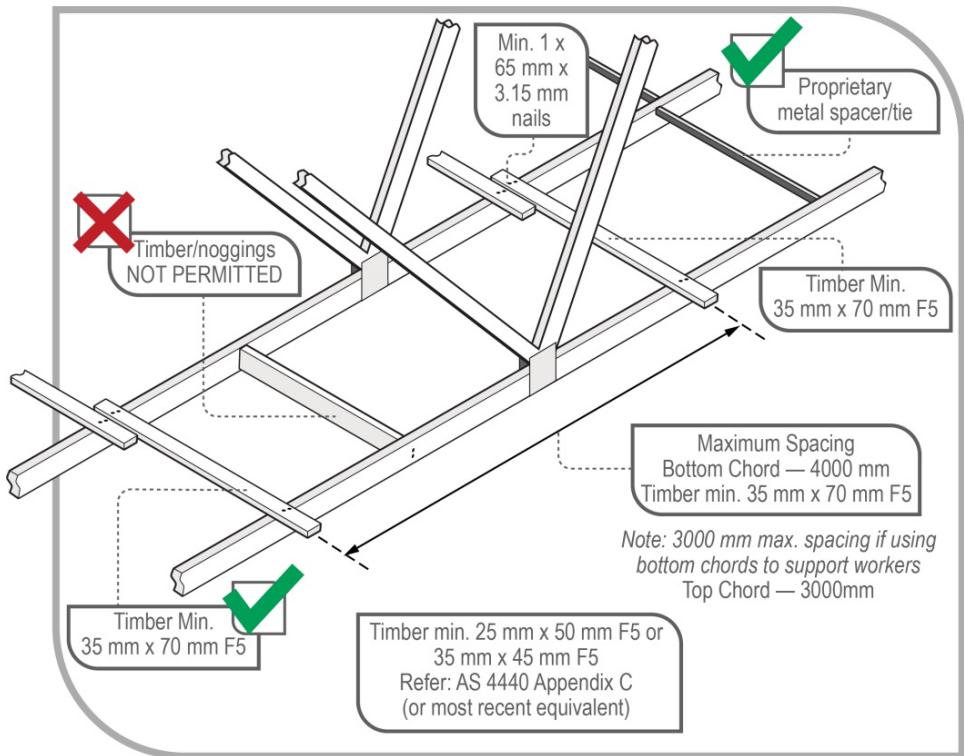 Min. 1 x
65 mm x
3.15 mm
nails
Proprietary
metal spacer/tie
Timber/noggings
NOT PERMITTED
Timber Min.
35 mm x 70 mm F5
Maximum Spacing
Bottom Chord — 4000 mm
Timber min. 35 mm x 70 mm F5
Note: 3000 mm max. spacing if using
bottom chords to support workers
Top Chord — 3000mm
Timber Min.
35 mm x 70 mm F5
Timber min. 25 mm x 50 mm F5 or
35 mm x 45 mm F5
Refer: AS 4440 Appendix C
(or most recent equivalent)